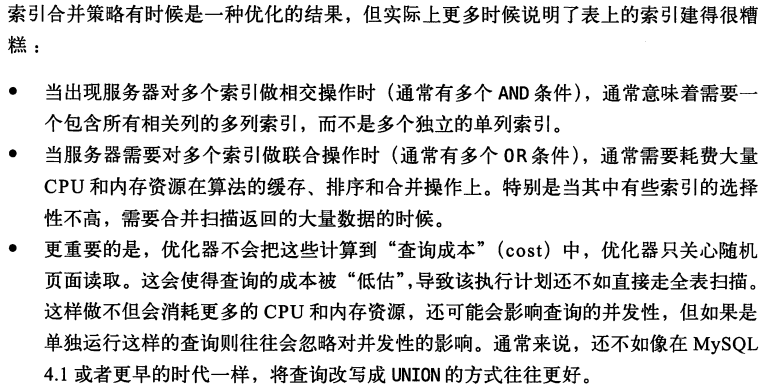 索引合并策略有时候是一种优化的结果，但实际上更多时候说明了表上的索引建得很糟
糕：
● 当出现服务器对多个索引做相交操作时（通常有多个 AND 条件），通常意味着需要一
个包含所有相关列的多列索引，而不是多个独立的单列索引。
● 当服务器需要对多个索引做联合操作时（通常有多个 OR 条件），通常需要耗费大量
CPU 和内存资源在算法的缓存、排序和合并操作上。特别是当其中有些索引的选择
性不高，需要合并扫描返回的大量数据的时候。
● 更重要的是，优化器不会把这些计算到“查询成本”（cost）中，优化器只关心随机
页面读取。这会使得查询的成本被“低估”，导致该执行计划还不如直接走全表扫描。
这样做不但会消耗更多的 CPU 和内存资源，还可能会影响查询的并发性，但如果是
单独运行这样的查询则往往会忽略对并发性的影响。通常来说，还不如像在 MySQL
4.1 或者更早的时代一样，将查询改写成 UNION 的方式往往更好。